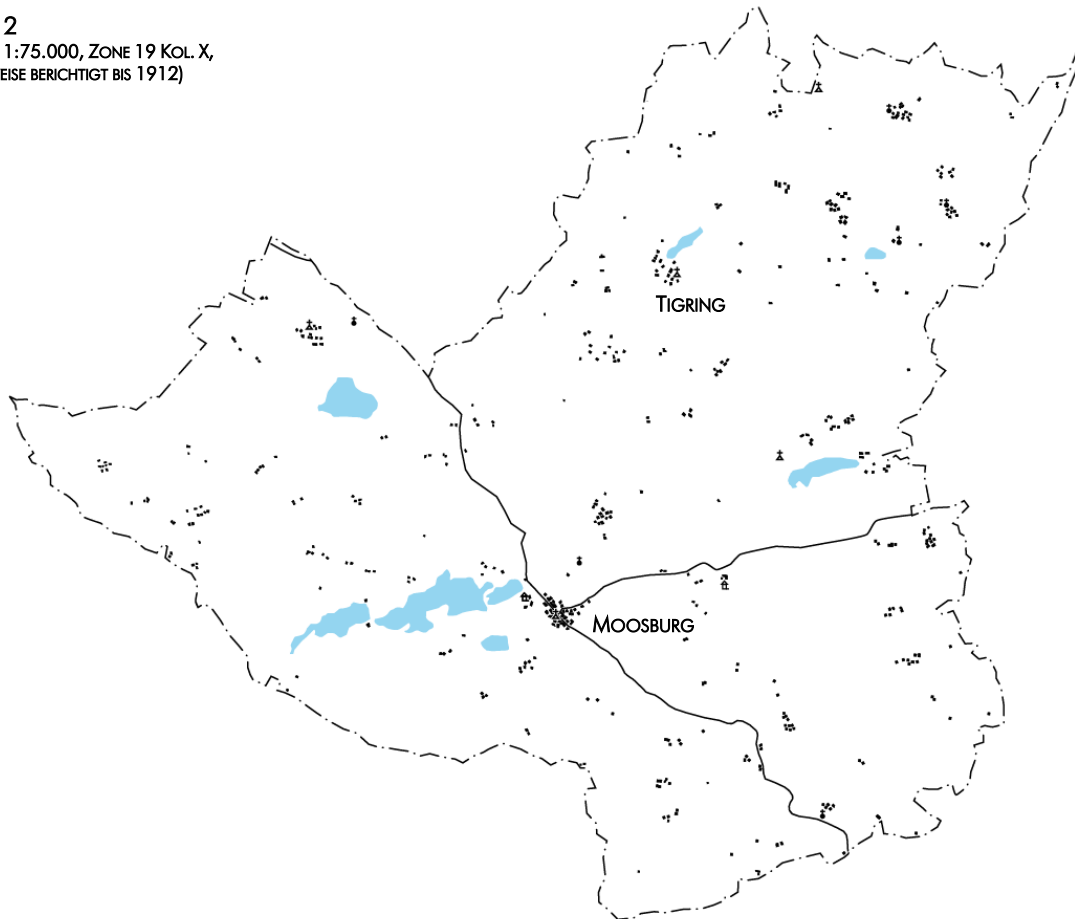 2
1:75.000, ZONE 19 KOL. X,
EISE BERICHTIGT BIS 1912)
TIGRING
MOOSBURG